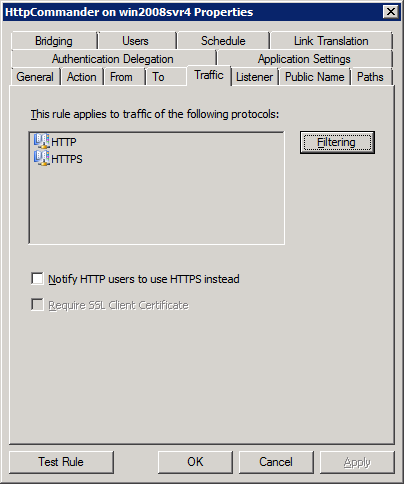 HttpCommander on win2008svr4 Properties
Bridging Users Schedule Link Translation
Authentication Delegation Application Settings
General Action From To Traffic Listener Public Name Paths
This rule applies to traffic of the following protocols:
HTTP
HTTPS
Filtering
Notify HTTP users to use HTTPS instead
Require SSL Client Certificate
Test Rule OK Cancel Apply